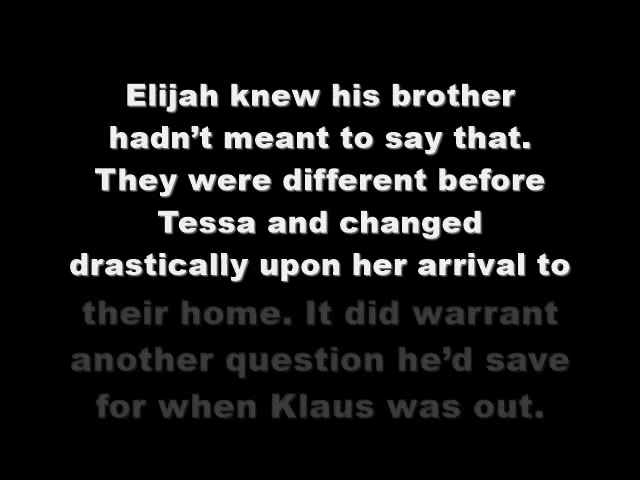 Elijah knew his brother
hadn’t meant to say that.
They were different before
Tessa and changed
drastically upon her arrival to
their home. It did warrant
another question he’d save
for when Klaus was out.